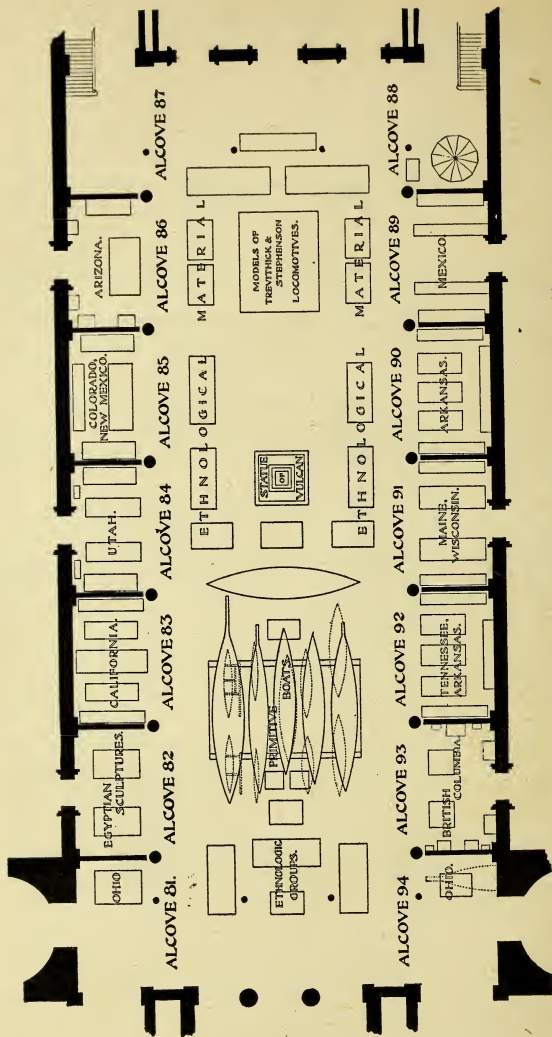 ALCOVE 87
ALCOVE 86
ARIZONA.
ALCOVE 85
COLORADO,
NEW MEXICO.
ALCOVE 84
UTAH.
ALCOVE 83
CALIFORNIA.
ALCOVE 82
EGYPTIAN
SCULPTURES.
ALCOVE 81.
OHIO
ETHNOLOGICAL MATERIAL
MODELS OF
TREVITHICK &
STEPHENSON
LOCOMOTIVES.
STATUE
OF
VULCAN
PRIMITIVE
BOATS.
ETHNOLOGIC
GROUPS.
ETHNOLOGICAL MATERIAL
ALCOVE 88
ALCOVE 89
MEXICO.
ALCOVE 90
ARKANSAS.
ALCOVE 91
MAINE,
WISCONSIN.
ALCOVE 92
TENNESSEE,
ARKANSAS.
ALCOVE 93
BRITISH
COLUMBIA.
ALCOVE 94
OHIO.